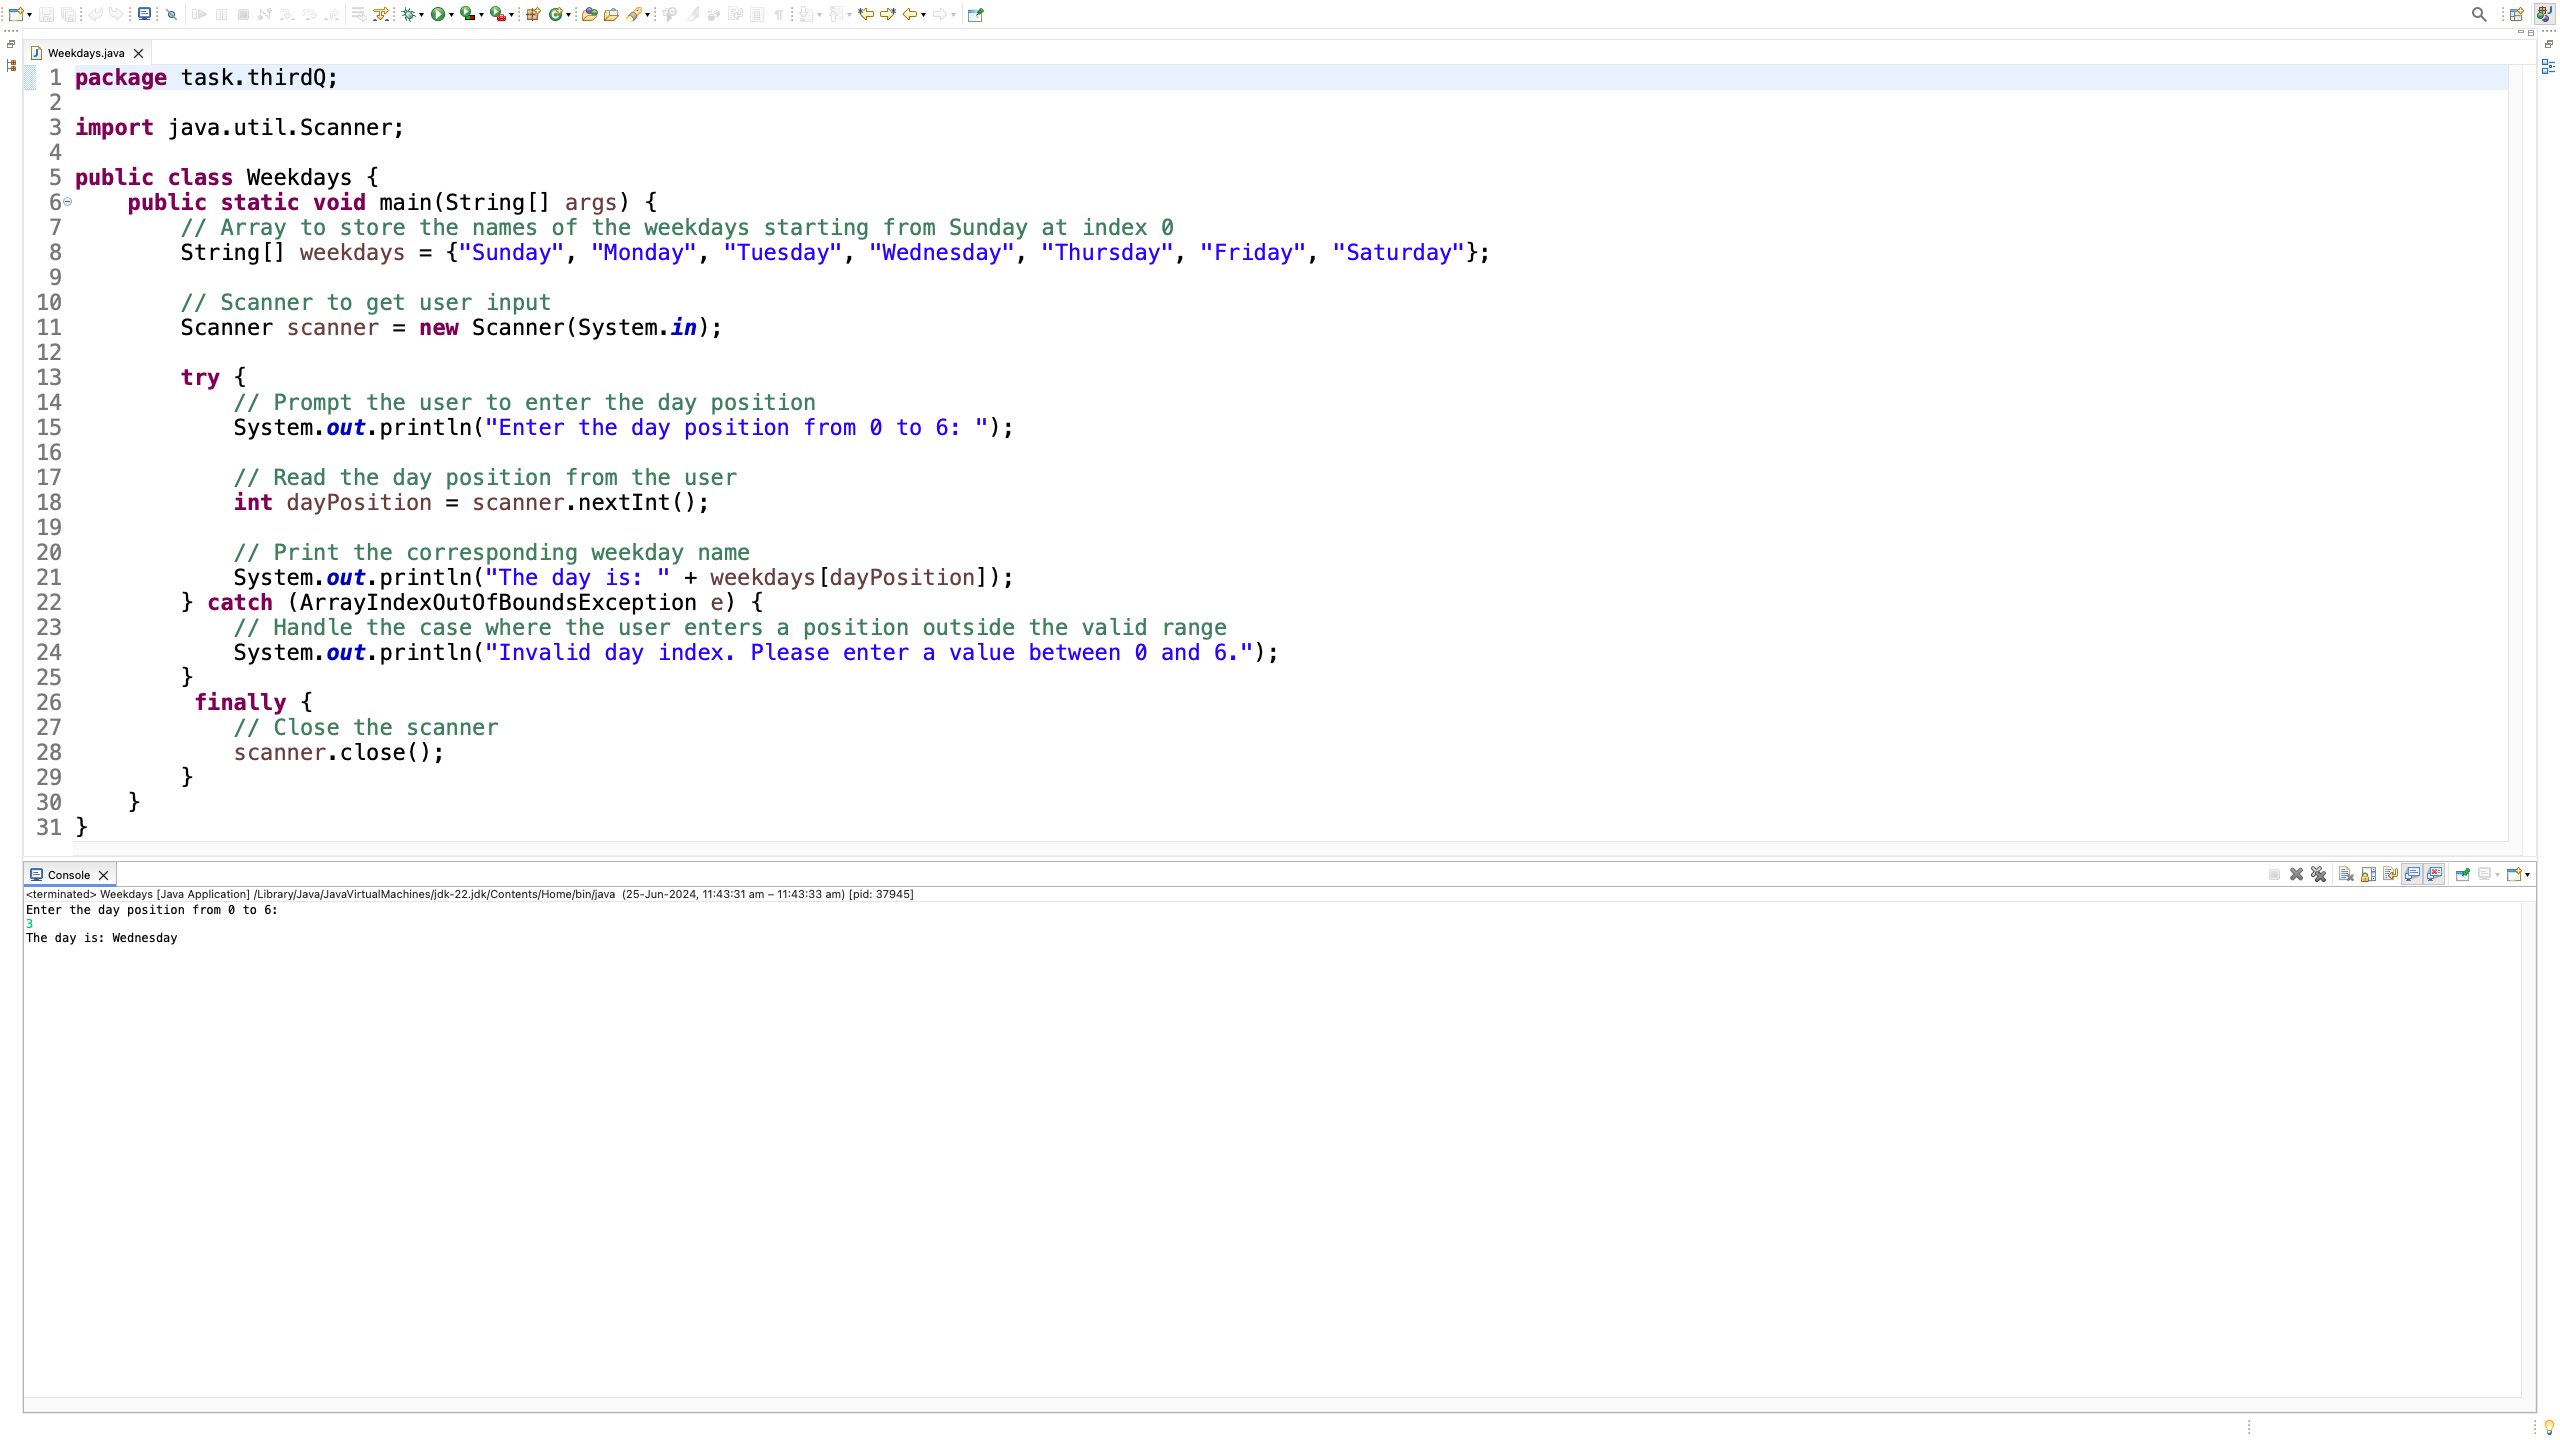 Weekdays.java
1 package task.thirdQ;
2
3 import java.util.Scanner;
4
5 public class Weekdays {
6     public static void main(String[] args) {
7         // Array to store the names of the weekdays starting from Sunday at index 0
8         String[] weekdays = {"Sunday", "Monday", "Tuesday", "Wednesday", "Thursday", "Friday", "Saturday"};
9
10         // Scanner to get user input
11         Scanner scanner = new Scanner(System.in);
12
13         try {
14             // Prompt the user to enter the day position
15             System.out.println("Enter the day position from 0 to 6: ");
16
17             // Read the day position from the user
18             int dayPosition = scanner.nextInt();
19
20             // Print the corresponding weekday name
21             System.out.println("The day is: " + weekdays[dayPosition]);
22         } catch (ArrayIndexOutOfBoundsException e) {
23             // Handle the case where the user enters a position outside the valid range
24             System.out.println("Invalid day index. Please enter a value between 0 and 6.");
25         }
26          finally {
27             // Close the scanner
28             scanner.close();
29         }
30     }
31 }
Console
<terminated> Weekdays [Java Application] /Library/Java/JavaVirtualMachines/jdk-22.jdk/Contents/Home/bin/java (25-Jun-2024, 11:43:31 am – 11:43:33 am) [pid: 37945]
Enter the day position from 0 to 6:
3
The day is: Wednesday